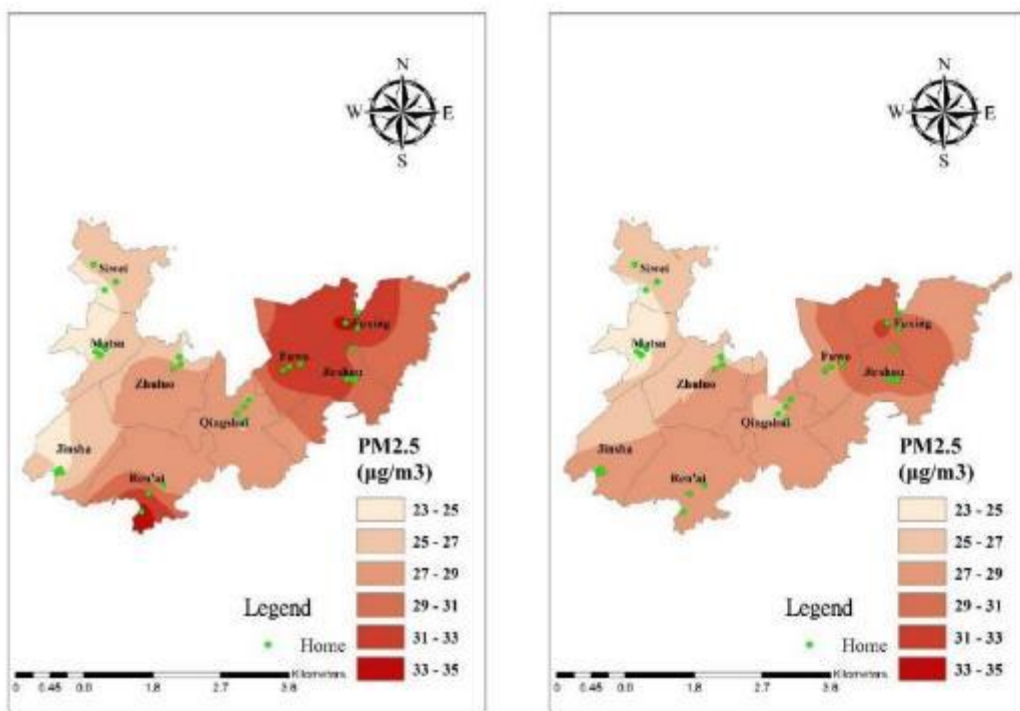 N
W E
S
Siwei
Matsu
Zhuluo
Fuxing
Fuwo
Jieshou
Qingshui
Jinsha
Ren'ai
PM2.5
(µg/m3)
23 - 25
25 - 27
27 - 29
29 - 31
31 - 33
33 - 35
Legend
Home
Kilometers
0 0.45 0.9 1.8 2.7 3.6
N
W E
S
Siwei
Matsu
Zhuluo
Fuxing
Fuwo
Jieshou
Qingshui
Jinsha
Ren'ai
PM2.5
(µg/m3)
23 - 25
25 - 27
27 - 29
29 - 31
31 - 33
33 - 35
Legend
Home
Kilometers
0 0.45 0.9 1.8 2.7 3.6